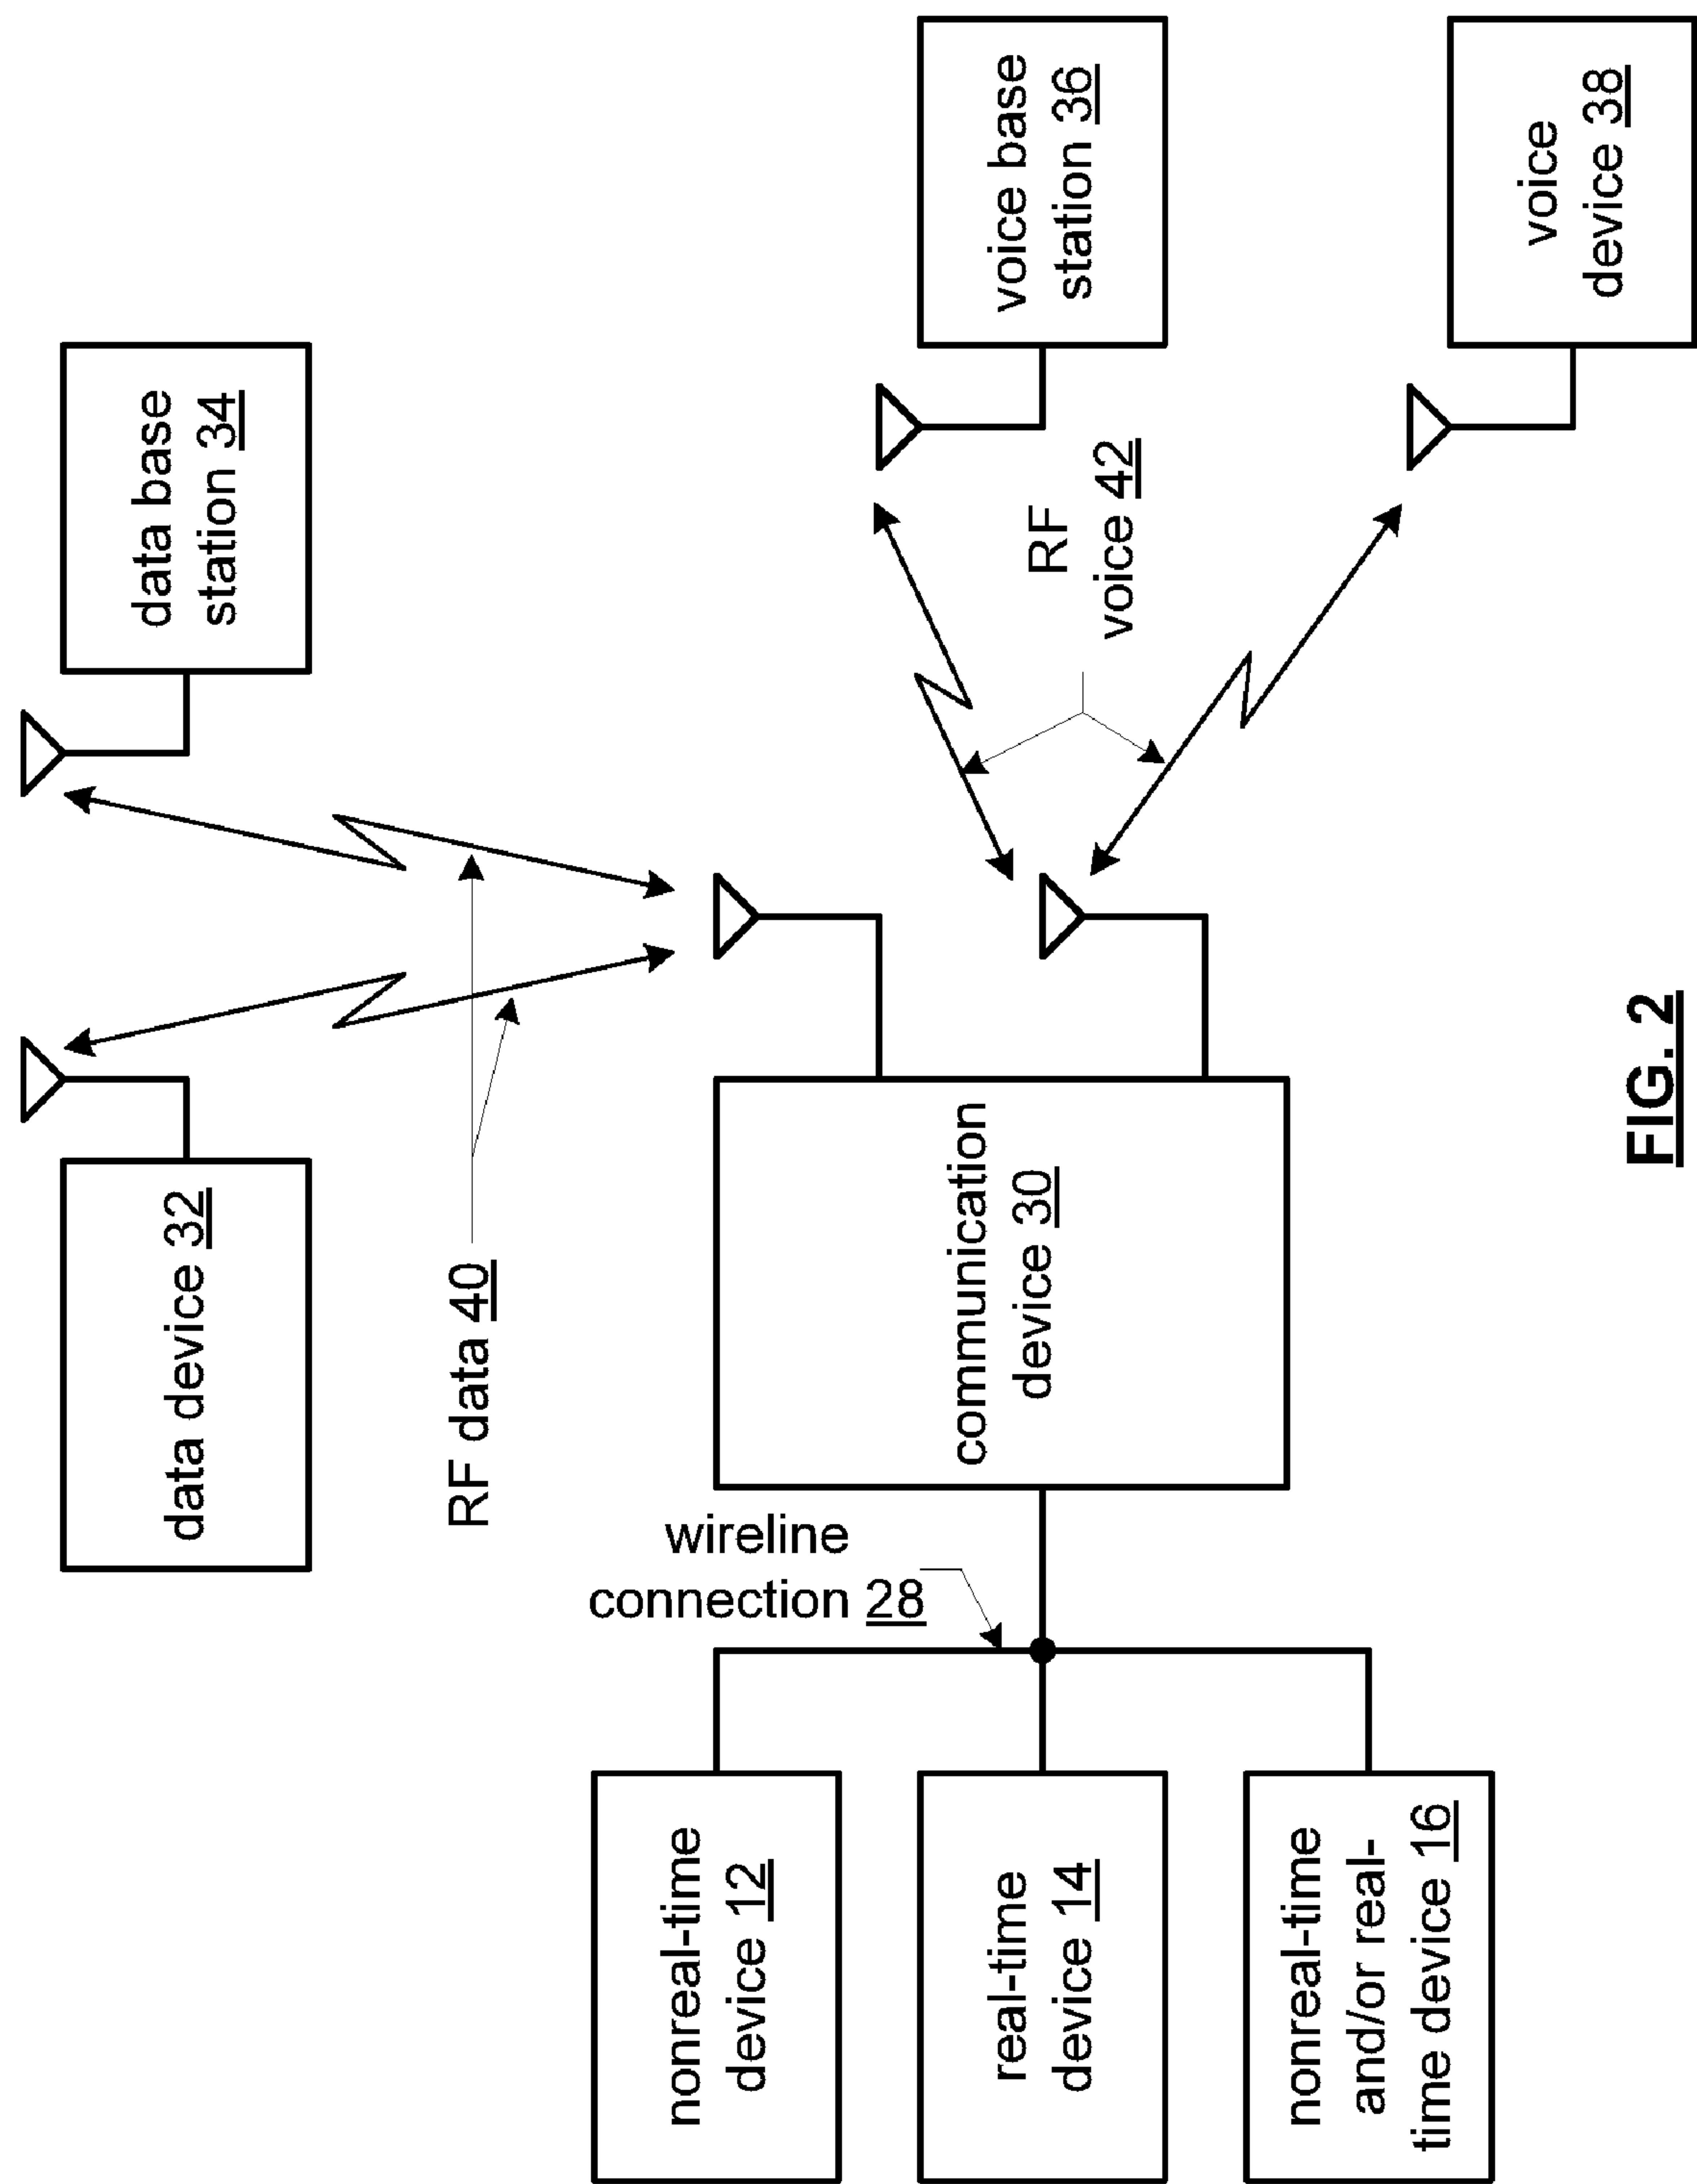 data device 32
data base
station 34
RF data 40
wireline
connection 28
nonreal-time
device 12
communication
device 30
RF
voice 42
voice base
station 36
real-time
device 14
nonreal-time
and/or real-
time device 16
voice
device 38
FIG. 2